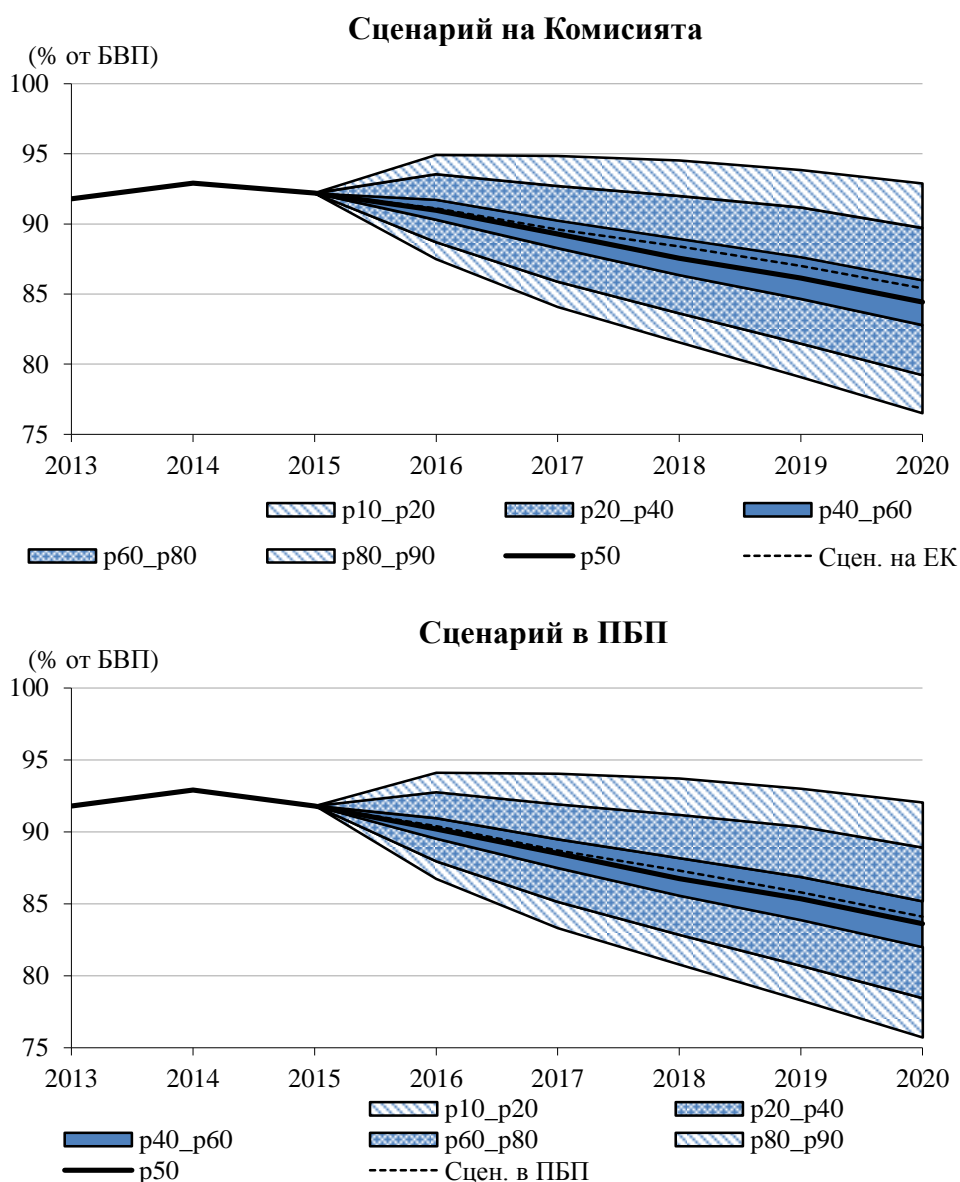 Сценарий на Комисията
(% от БВП)
100
95
90
85
80
75
2013 2014 2015 2016 2017 2018 2019 2020
p10_p20 p20_p40 p40_p60
p60_p80 p80_p90 p50 Сцен. на ЕК
Сценарий в ПБП
(% от БВП)
100
95
90
85
80
75
2013 2014 2015 2016 2017 2018 2019 2020
p10_p20 p20_p40
p40_p60 p60_p80 p80_p90
p50 Сцен. в ПБП